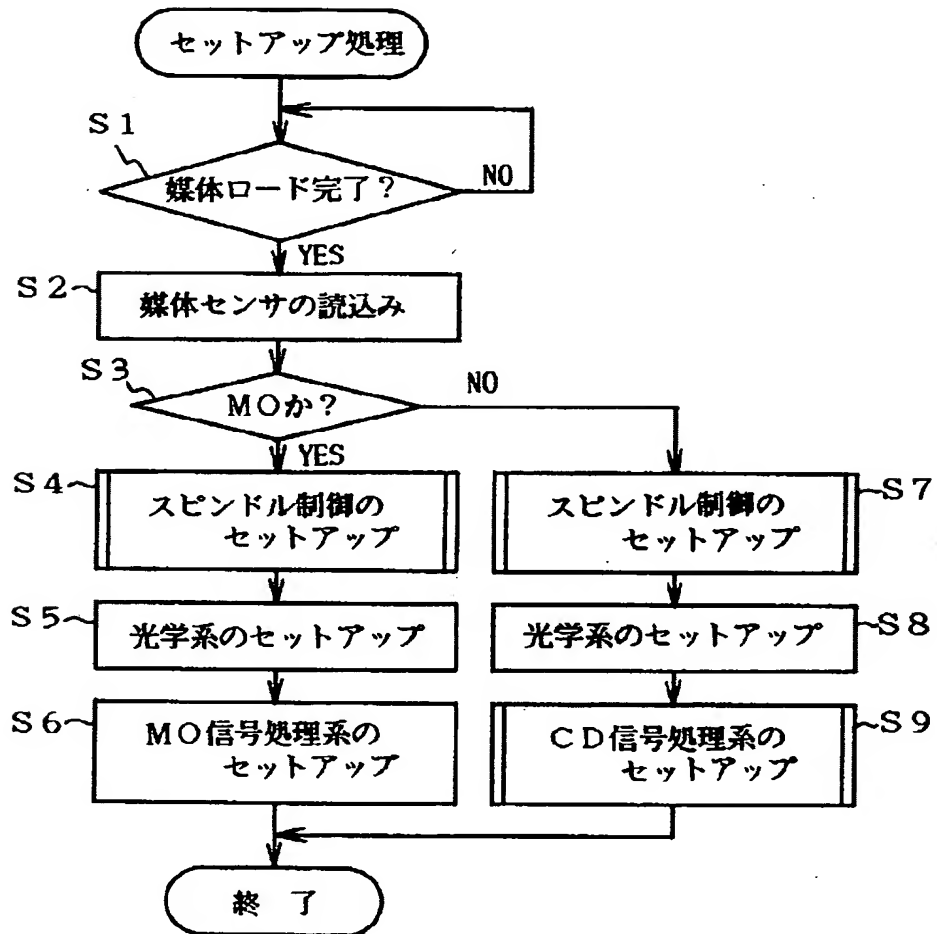 セットアップ処理
S1
媒体ロード完了?
NO
YES
S2
媒体センサの読込み
S3
MOか?
NO
YES
S4
スピンドル制御の
セットアップ
S7
スピンドル制御の
セットアップ
S5
光学系のセットアップ
S8
光学系のセットアップ
S6
MO信号処理系の
セットアップ
S9
CD信号処理系の
セットアップ
終 了